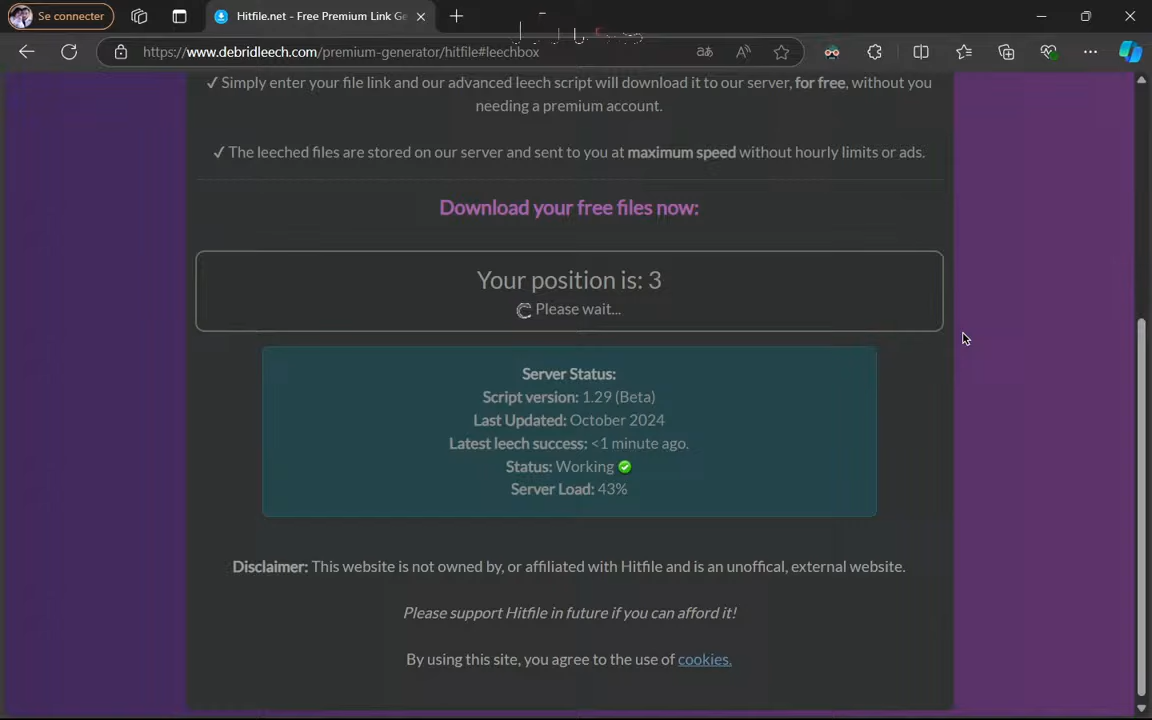 Se connecter
Hitfile.net - Free Premium Link Ge
https://www.debridleech.com/premium-generator/hitfile#leechbox
✓ Simply enter your file link and our advanced leech script will download it to our server, for free, without you
needing a premium account.
✓ The leeched files are stored on our server and sent to you at maximum speed without hourly limits or ads.
Download your free files now:
Your position is: 3
Please wait...
Server Status:
Script version: 1.29 (Beta)
Last Updated: October 2024
Latest leech success: <1 minute ago.
Status: Working
Server Load: 43%
Disclaimer: This website is not owned by, or affiliated with Hitfile and is an unoffical, external website.
Please support Hitfile in future if you can afford it!
By using this site, you agree to the use of cookies.